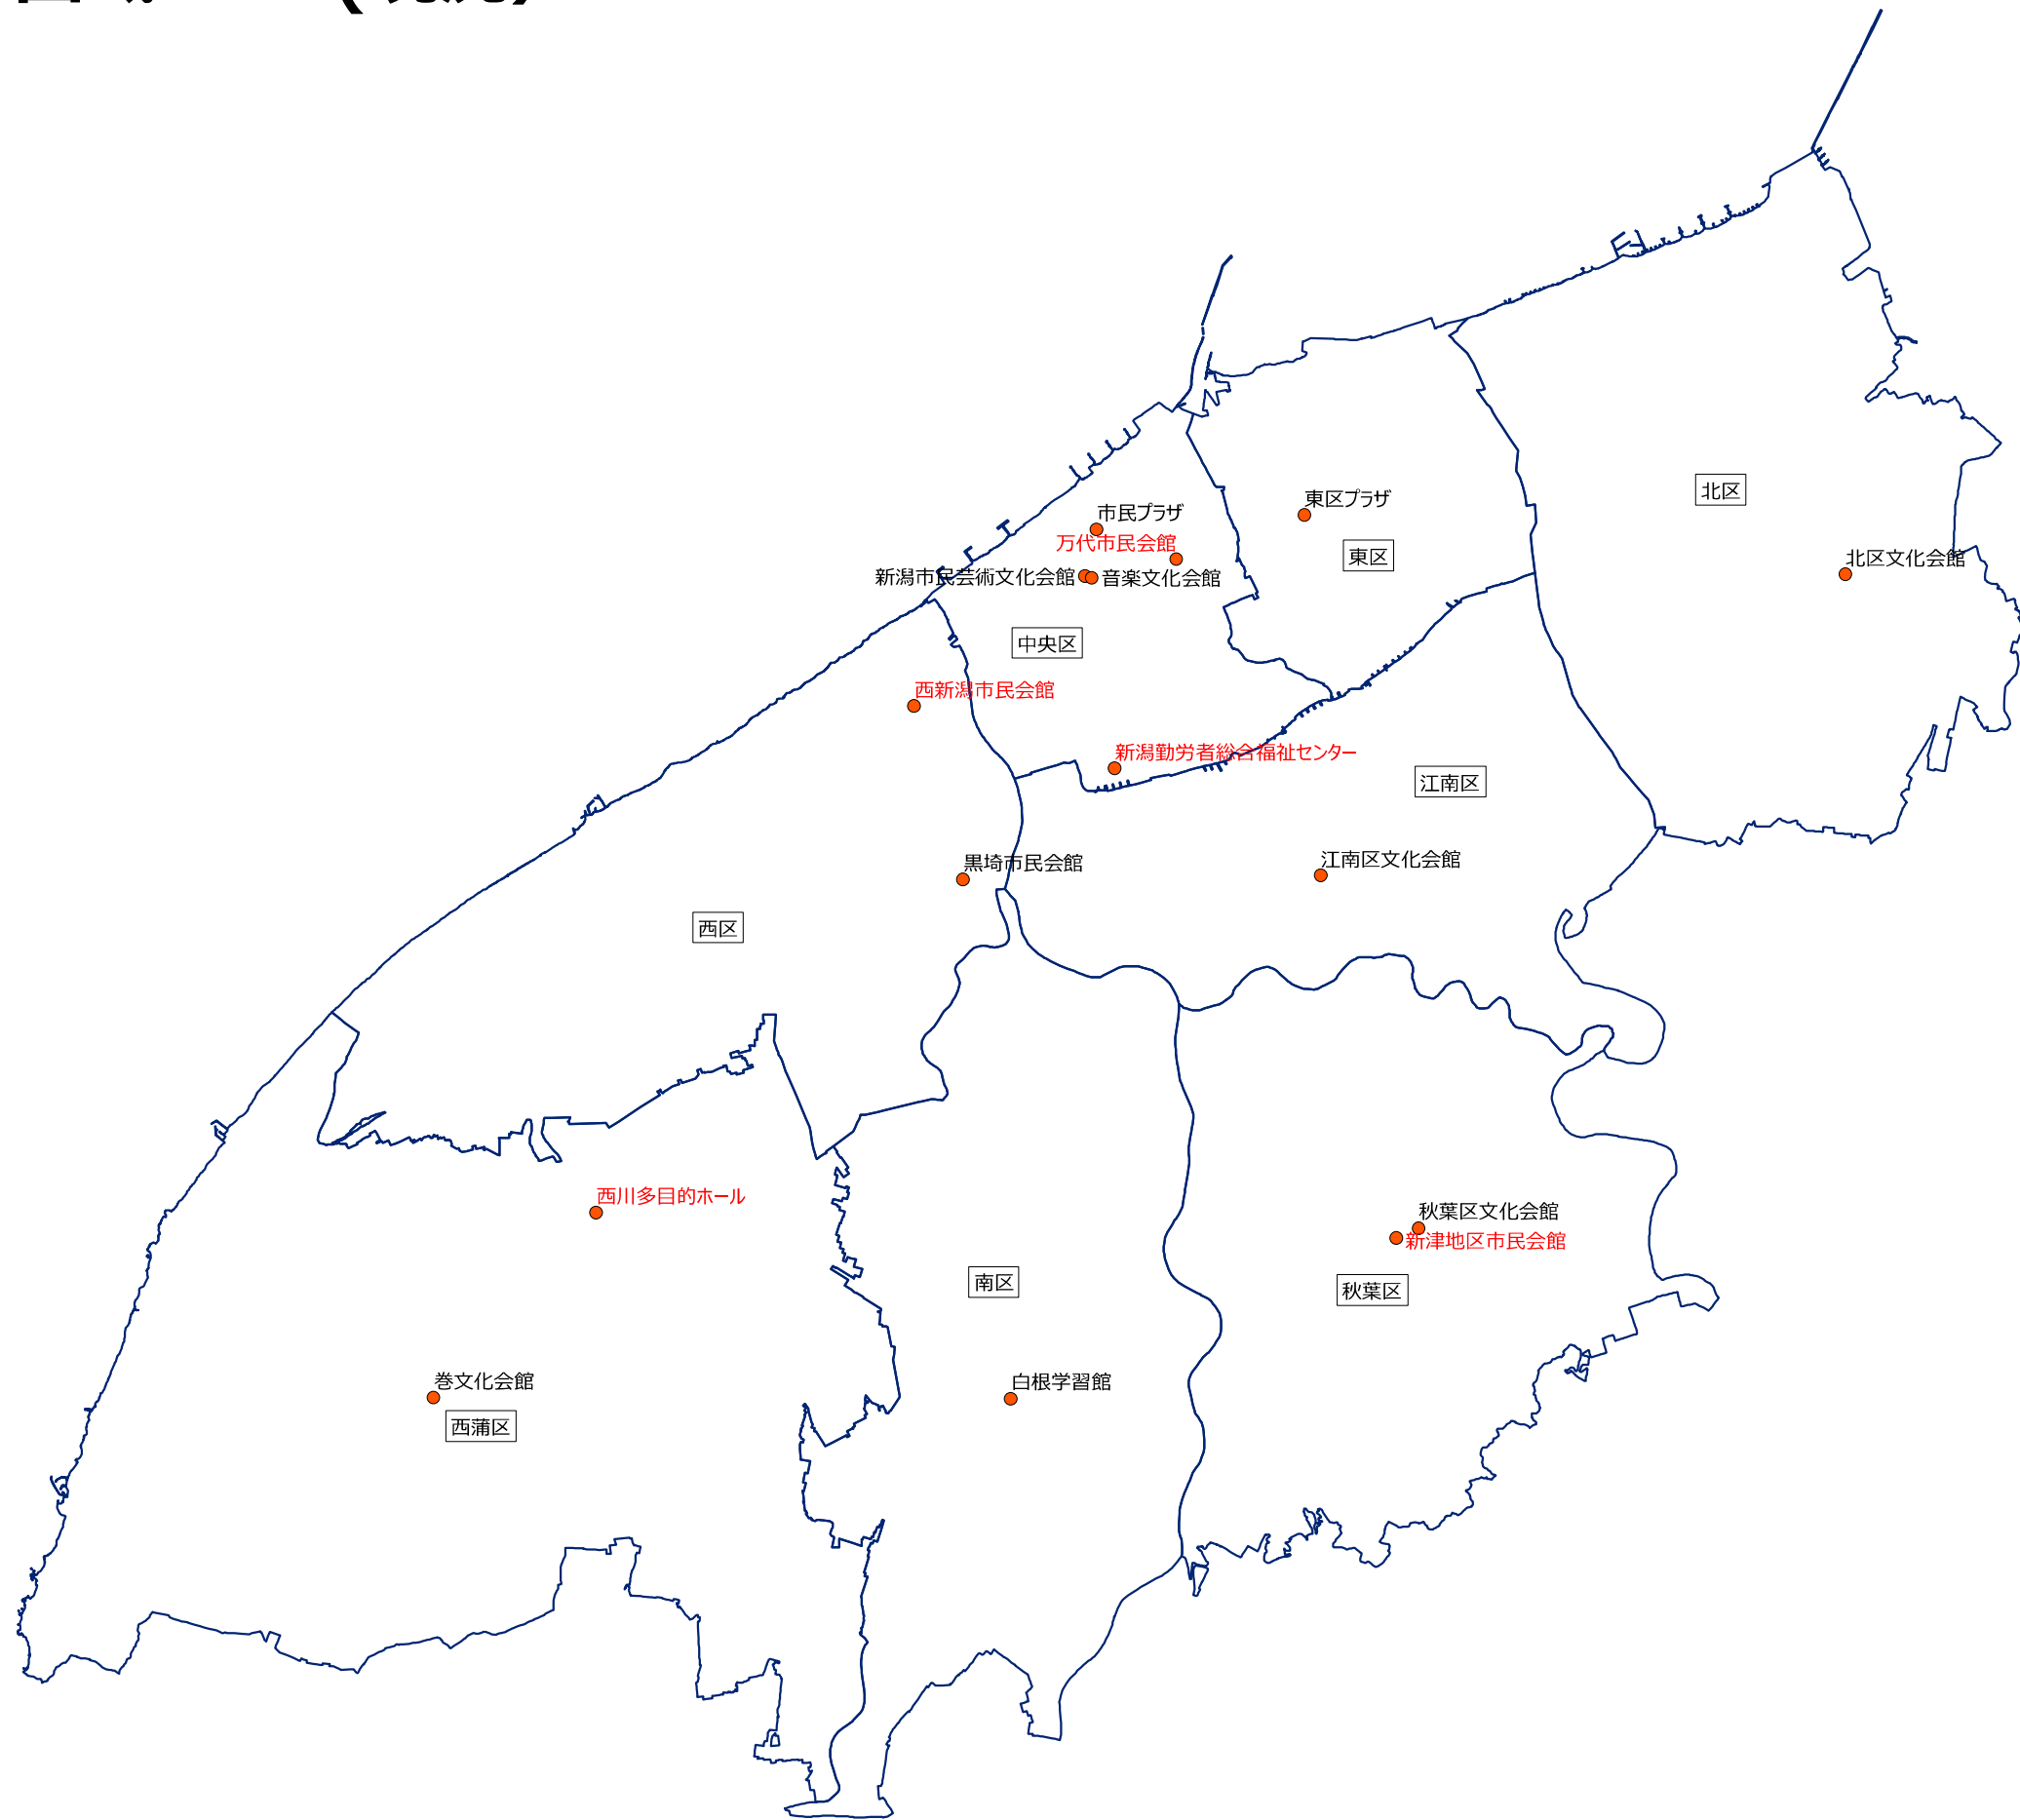 北区
東区プラザ
市民プラザ
万代市民会館
東区
北区文化会館
新潟市民芸術文化会館
音楽文化会館
中央区
西新潟市民会館
新潟勤労者総合福祉センター
江南区
黒埼市民会館
江南区文化会館
西区
西川多目的ホール
秋葉区文化会館
新津地区市民会館
南区
秋葉区
巻文化会館
白根学習館
西蒲区